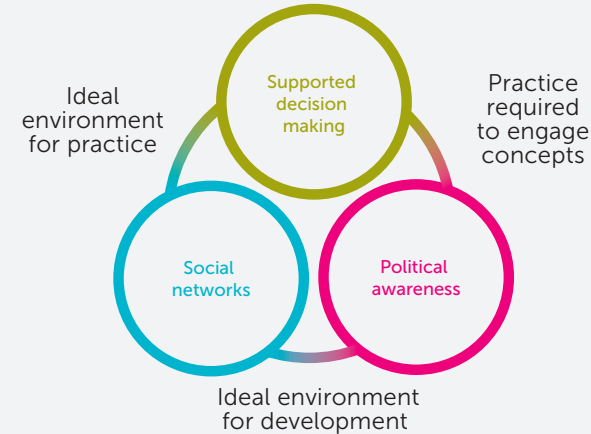 Supported
decision
making
Ideal
environment
for practice
Practice
required
to engage
concepts
Social
networks
Political
awareness
Ideal environment
for development